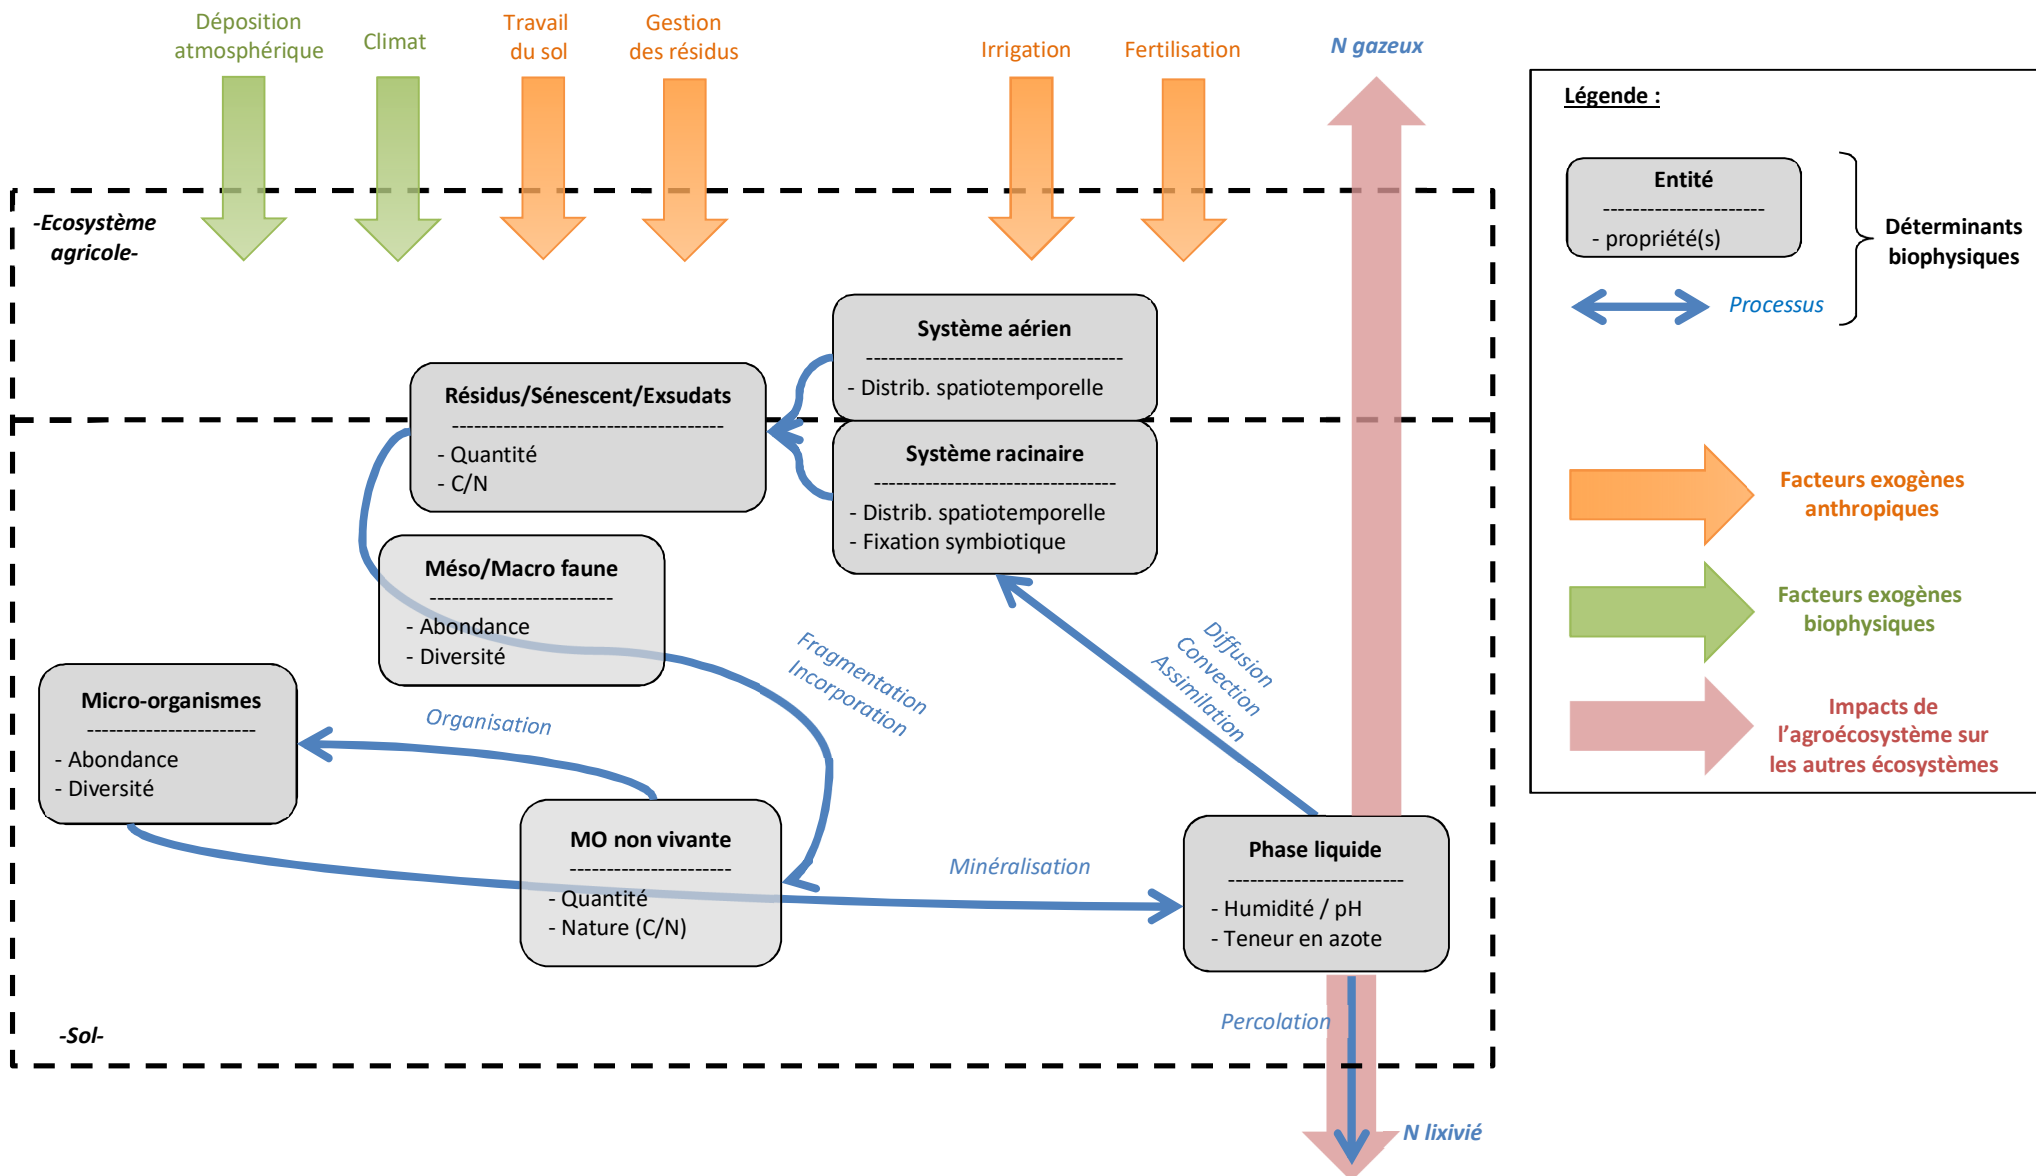 Déposition
atmosphérique
Climat
Travail
du sol
Gestion
des résidus
Irrigation
Fertilisation
N gazeux
-Ecosystème
agricole-
Système aérien
- Distrib. spatiotemporelle
Résidus/Sénescent/Exsudats
- Quantité
- C/N
Système racinaire
- Distrib. spatiotemporelle
- Fixation symbiotique
Méso/Macro faune
- Abondance
- Diversité
Fragmentation
Incorporation
Diffusion
Convection
Assimilation
Micro-organismes
- Abondance
- Diversité
Organisation
MO non vivante
- Quantité
- Nature (C/N)
Minéralisation
Phase liquide
- Humidité / pH
- Teneur en azote
Percolation
-Sol-
N lixivié
Légende :
Entité
- propriété(s)
Déterminants
biophysiques
Processus
Facteurs exogènes
anthropiques
Facteurs exogènes
biophysiques
Impacts de
l'agroécosystème sur
les autres écosystèmes